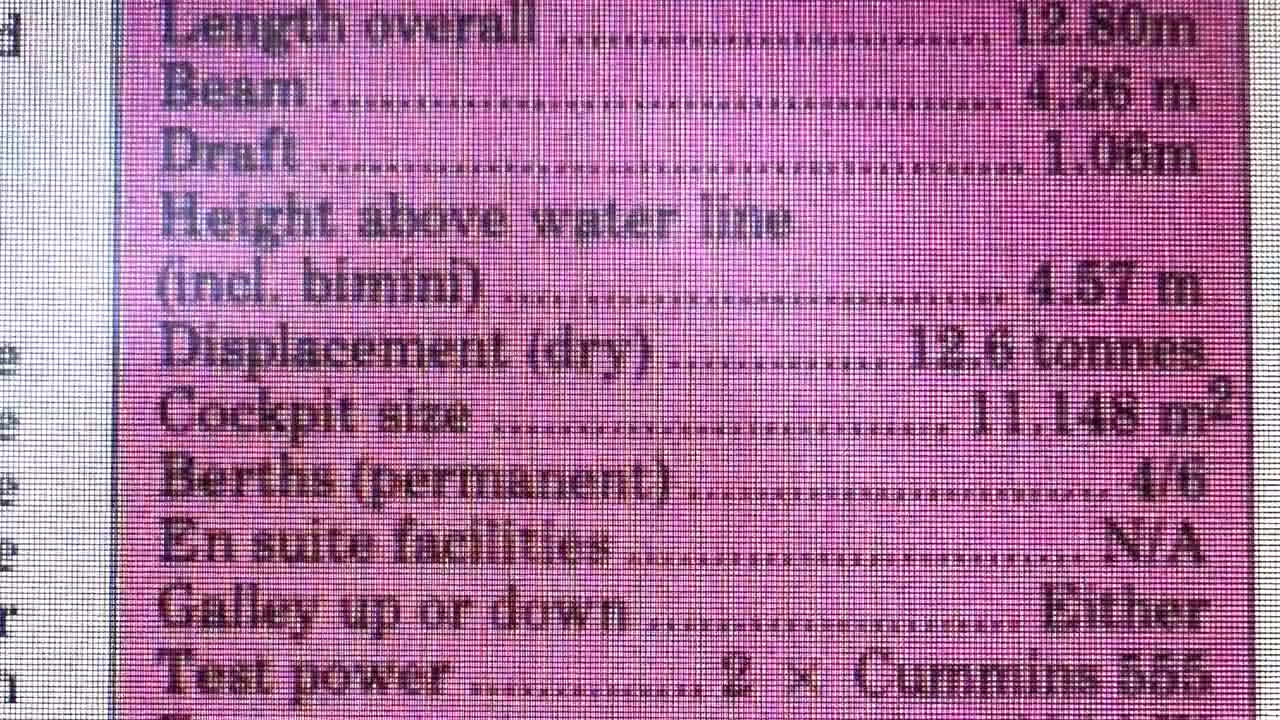 Length overall ........ 12.80m
Beam ........ 4.26 m
Draft ........ 1.06m
Height above water line
(incl. bimini) ........ 4.57 m
Displacement (dry) ........ 12.6 tonnes
Cockpit size ........ 11.148 m²
Berths (permanent) ........ 4/6
En suite facilities ........ N/A
Galley up or down ........ Either
Test power ........ 2 × Cummins 555